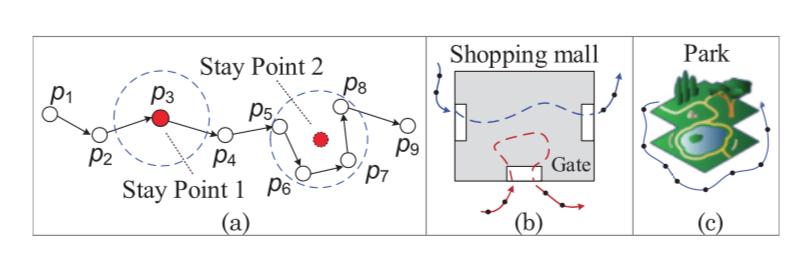 Stay Point 2
p1
p2
p3
p4
p5
p6
p7
p8
p9
Stay Point 1
(a)
Shopping mall
Gate
(b)
Park
(c)